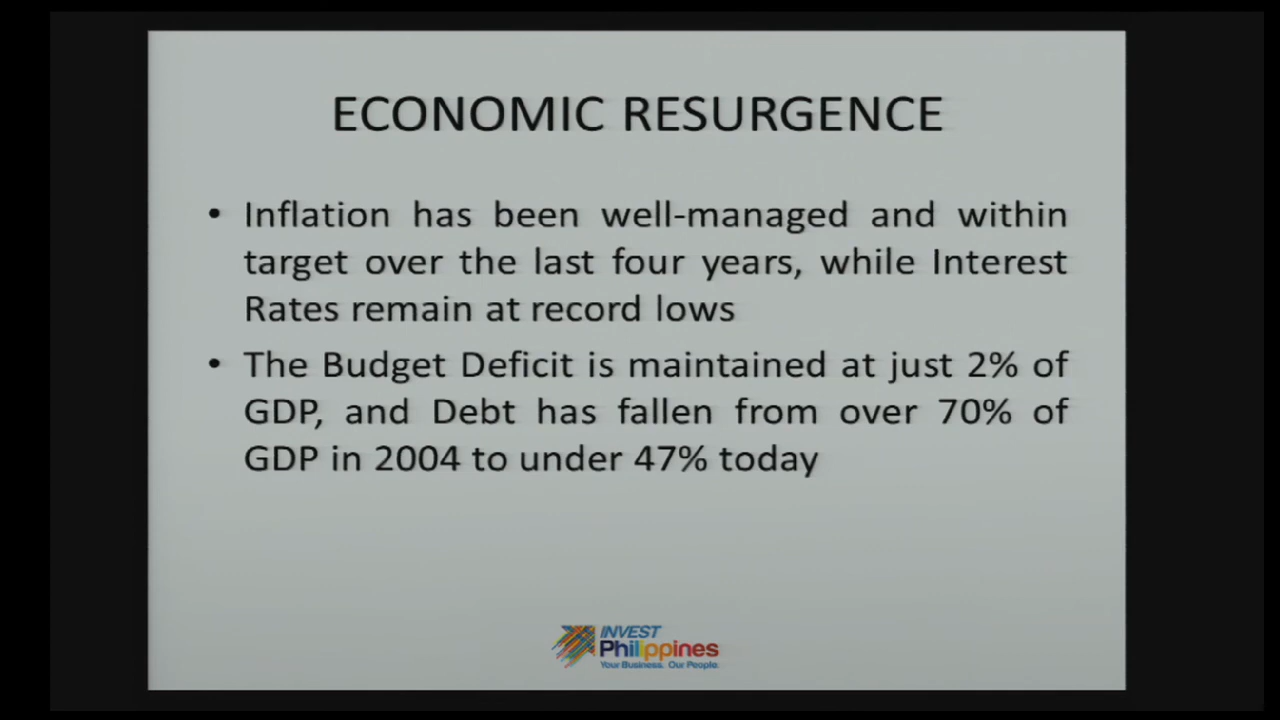 ECONOMIC RESURGENCE
• Inflation has been well-managed and within
target over the last four years, while Interest
Rates remain at record lows
• The Budget Deficit is maintained at just 2% of
GDP, and Debt has fallen from over 70% of
GDP in 2004 to under 47% today
INVEST
Philippines
Your Business. Our People.